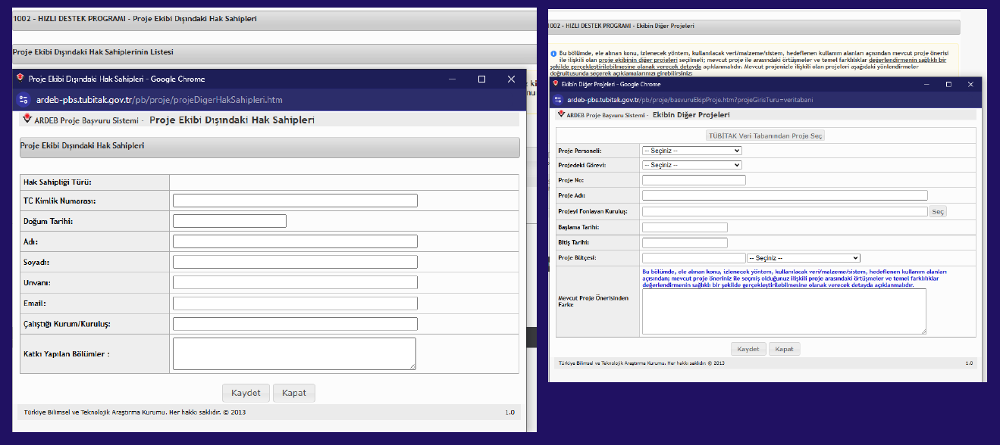 1002 - HIZLI DESTEK PROGRAMI - Proje Ekibi Dışındaki Hak Sahipleri
Proje Ekibi Dışındaki Hak Sahiplerinin Listesi
Proje Ekibi Dışındaki Hak Sahipleri - Google Chrome
ardeb-pbs.tubitak.gov.tr/pb/proje/projeDigerHakSahipleri.htm
ARDEB Proje Başvuru Sistemi - Proje Ekibi Dışındaki Hak Sahipleri
Proje Ekibi Dışındaki Hak Sahipleri
Hak Sahipliği Türü:
TC Kimlik Numarası:
Doğum Tarihi:
Adı:
Soyadı:
Unvanı:
Email:
Çalıştığı Kurum/Kuruluş:
Katkı Yapılan Bölümler :
Kaydet Kapat
Türkiye Bilimsel ve Teknolojik Araştırma Kurumu. Her hakkı saklıdır. © 2013 1.0
1002 - HIZLI DESTEK PROGRAMI - Ekibin Diğer Projeleri
Bu bölümde, ele alınan konu, izlenecek yöntem, kullanılacak veri/malzeme/sistem, hedeflenen kullanım alanları açısından mevcut proje önerisi
ile ilişkili olan proje ekibinin diğer projeleri seçilmeli; mevcut proje ile arasındaki örtüşmeler ve temel farklılıklar değerlendirmenin sağlıklı bir
şekilde gerçekleştirilebilmesine olanak verecek detayda açıklanmalıdır. Mevcut projenizle ilişkili olan projeleri aşağıdaki yönlendirmeler
doğrultusunda seçerek açıklamalarınızı girebilirsiniz:
Ekibin Diğer Projeleri - Google Chrome
ardeb-pbs.tubitak.gov.tr/pb/proje/basvuruEkipProje.htm?projeGirisTuru=veritabani
ARDEB Proje Başvuru Sistemi - Ekibin Diğer Projeleri
TÜBİTAK Veri Tabanından Proje Seç
Proje Personeli: -- Seçiniz --
Projedeki Görevi: -- Seçiniz --
Proje No:
Proje Adı:
Projeyi Fonlayan Kuruluş: Seç
Başlama Tarihi:
Bitiş Tarihi:
Proje Bütçesi: -- Seçiniz --
Bu bölümde, ele alınan konu, izlenecek yöntem, kullanılacak veri/malzeme/sistem, hedeflenen kullanım alanları
açısından; mevcut proje öneriniz ile seçmiş olduğunuz ilişkili proje arasındaki örtüşmeler ve temel farklılıklar
değerlendirmenin sağlıklı bir şekilde gerçekleştirilebilmesine olanak verecek detayda açıklanmalıdır.
Mevcut Proje Önerisinden
Farkı:
Kaydet Kapat
Türkiye Bilimsel ve Teknolojik Araştırma Kurumu. Her hakkı saklıdır © 2013 1.0